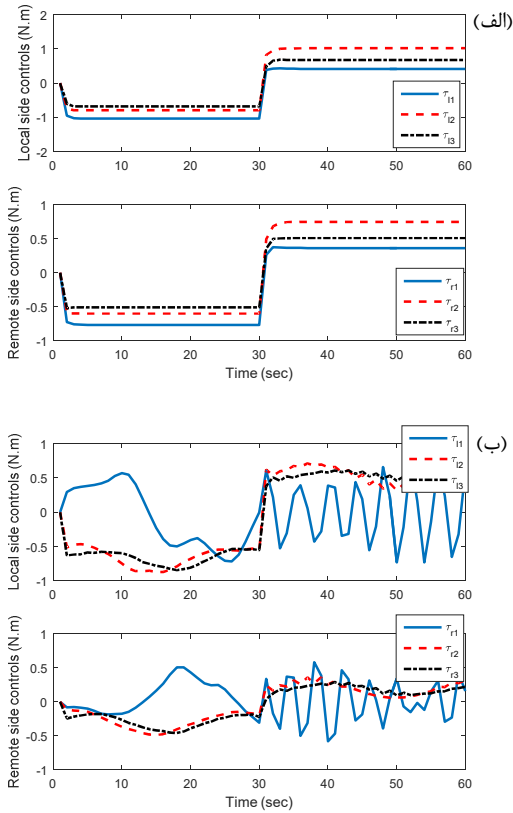 (الف)
Local side controls (N.m)
2
1
0
-1
-2
0 10 20 30 40 50 60
τl1
τl2
τl3
Remote side controls (N.m)
1
0.5
0
-0.5
-1
0 10 20 30 40 50 60
τr1
τr2
τr3
Time (sec)
(ب)
Local side controls (N.m)
1
0.5
0
-0.5
-1
0 10 20 30 40 50 60
τl1
τl2
τl3
Remote side controls (N.m)
1
0.5
0
-0.5
-1
0 10 20 30 40 50 60
τr1
τr2
τr3
Time (sec)